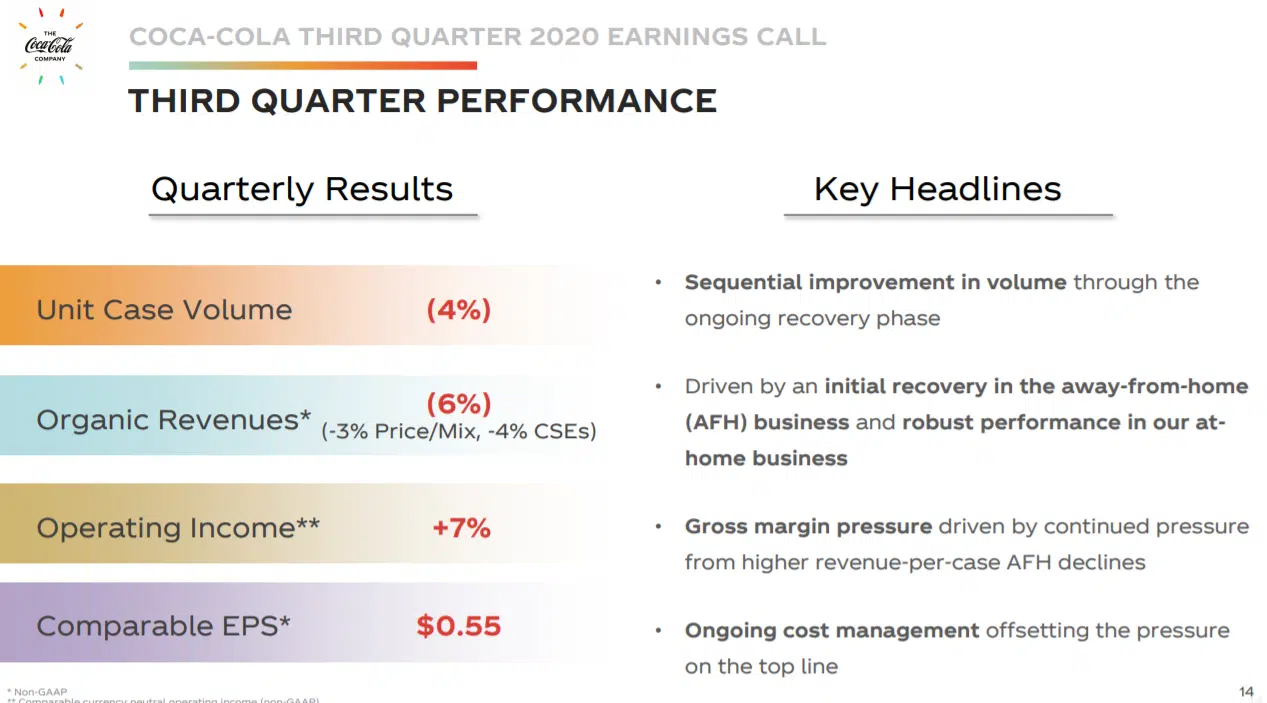 THE
Coca-Cola
COMPANY
COCA-COLA THIRD QUARTER 2020 EARNINGS CALL
THIRD QUARTER PERFORMANCE
Quarterly Results
Unit Case Volume (4%)
Organic Revenues* (6%)
(-3% Price/Mix, -4% CSEs)
Operating Income** +7%
Comparable EPS* $0.55
Key Headlines
• Sequential improvement in volume through the
ongoing recovery phase
• Driven by an initial recovery in the away-from-home
(AFH) business and robust performance in our at-
home business
• Gross margin pressure driven by continued pressure
from higher revenue-per-case AFH declines
• Ongoing cost management offsetting the pressure
on the top line
* Non-GAAP
** Comparable currency neutral operating income (non-GAAP)
14